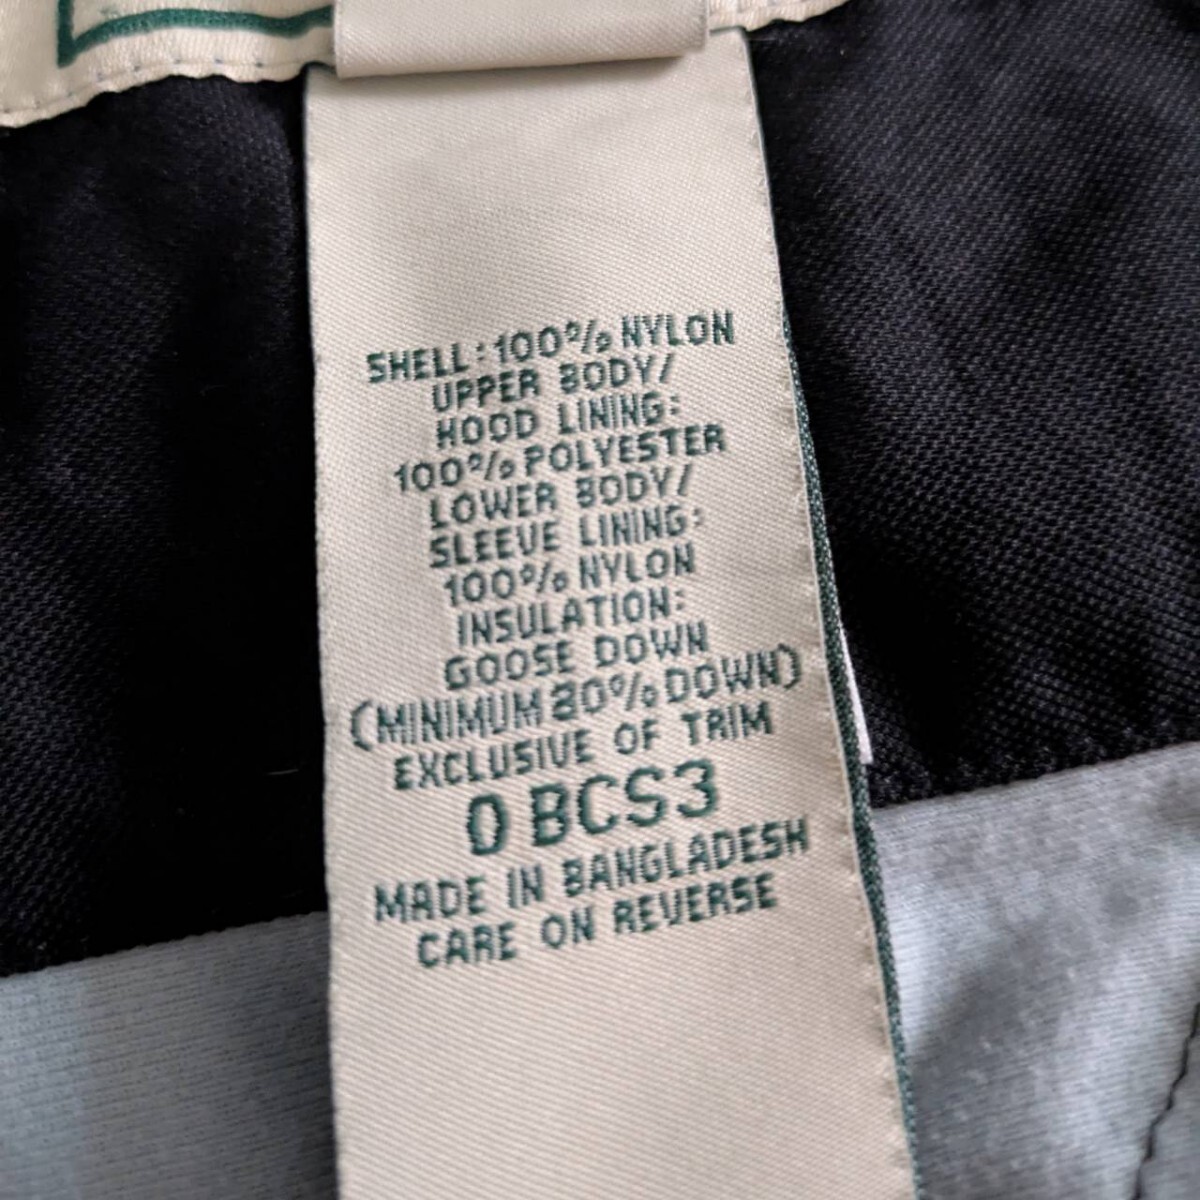 SHELL:100% NYLON
UPPER BODY/
HOOD LINING:
100% POLYESTER
LOWER BODY/
SLEEVE LINING:
100% NYLON
INSULATION:
GOOSE DOWN
(MINIMUM 80% DOWN)
EXCLUSIVE OF TRIM
0 BCS3
MADE IN BANGLADESH
CARE ON REVERSE